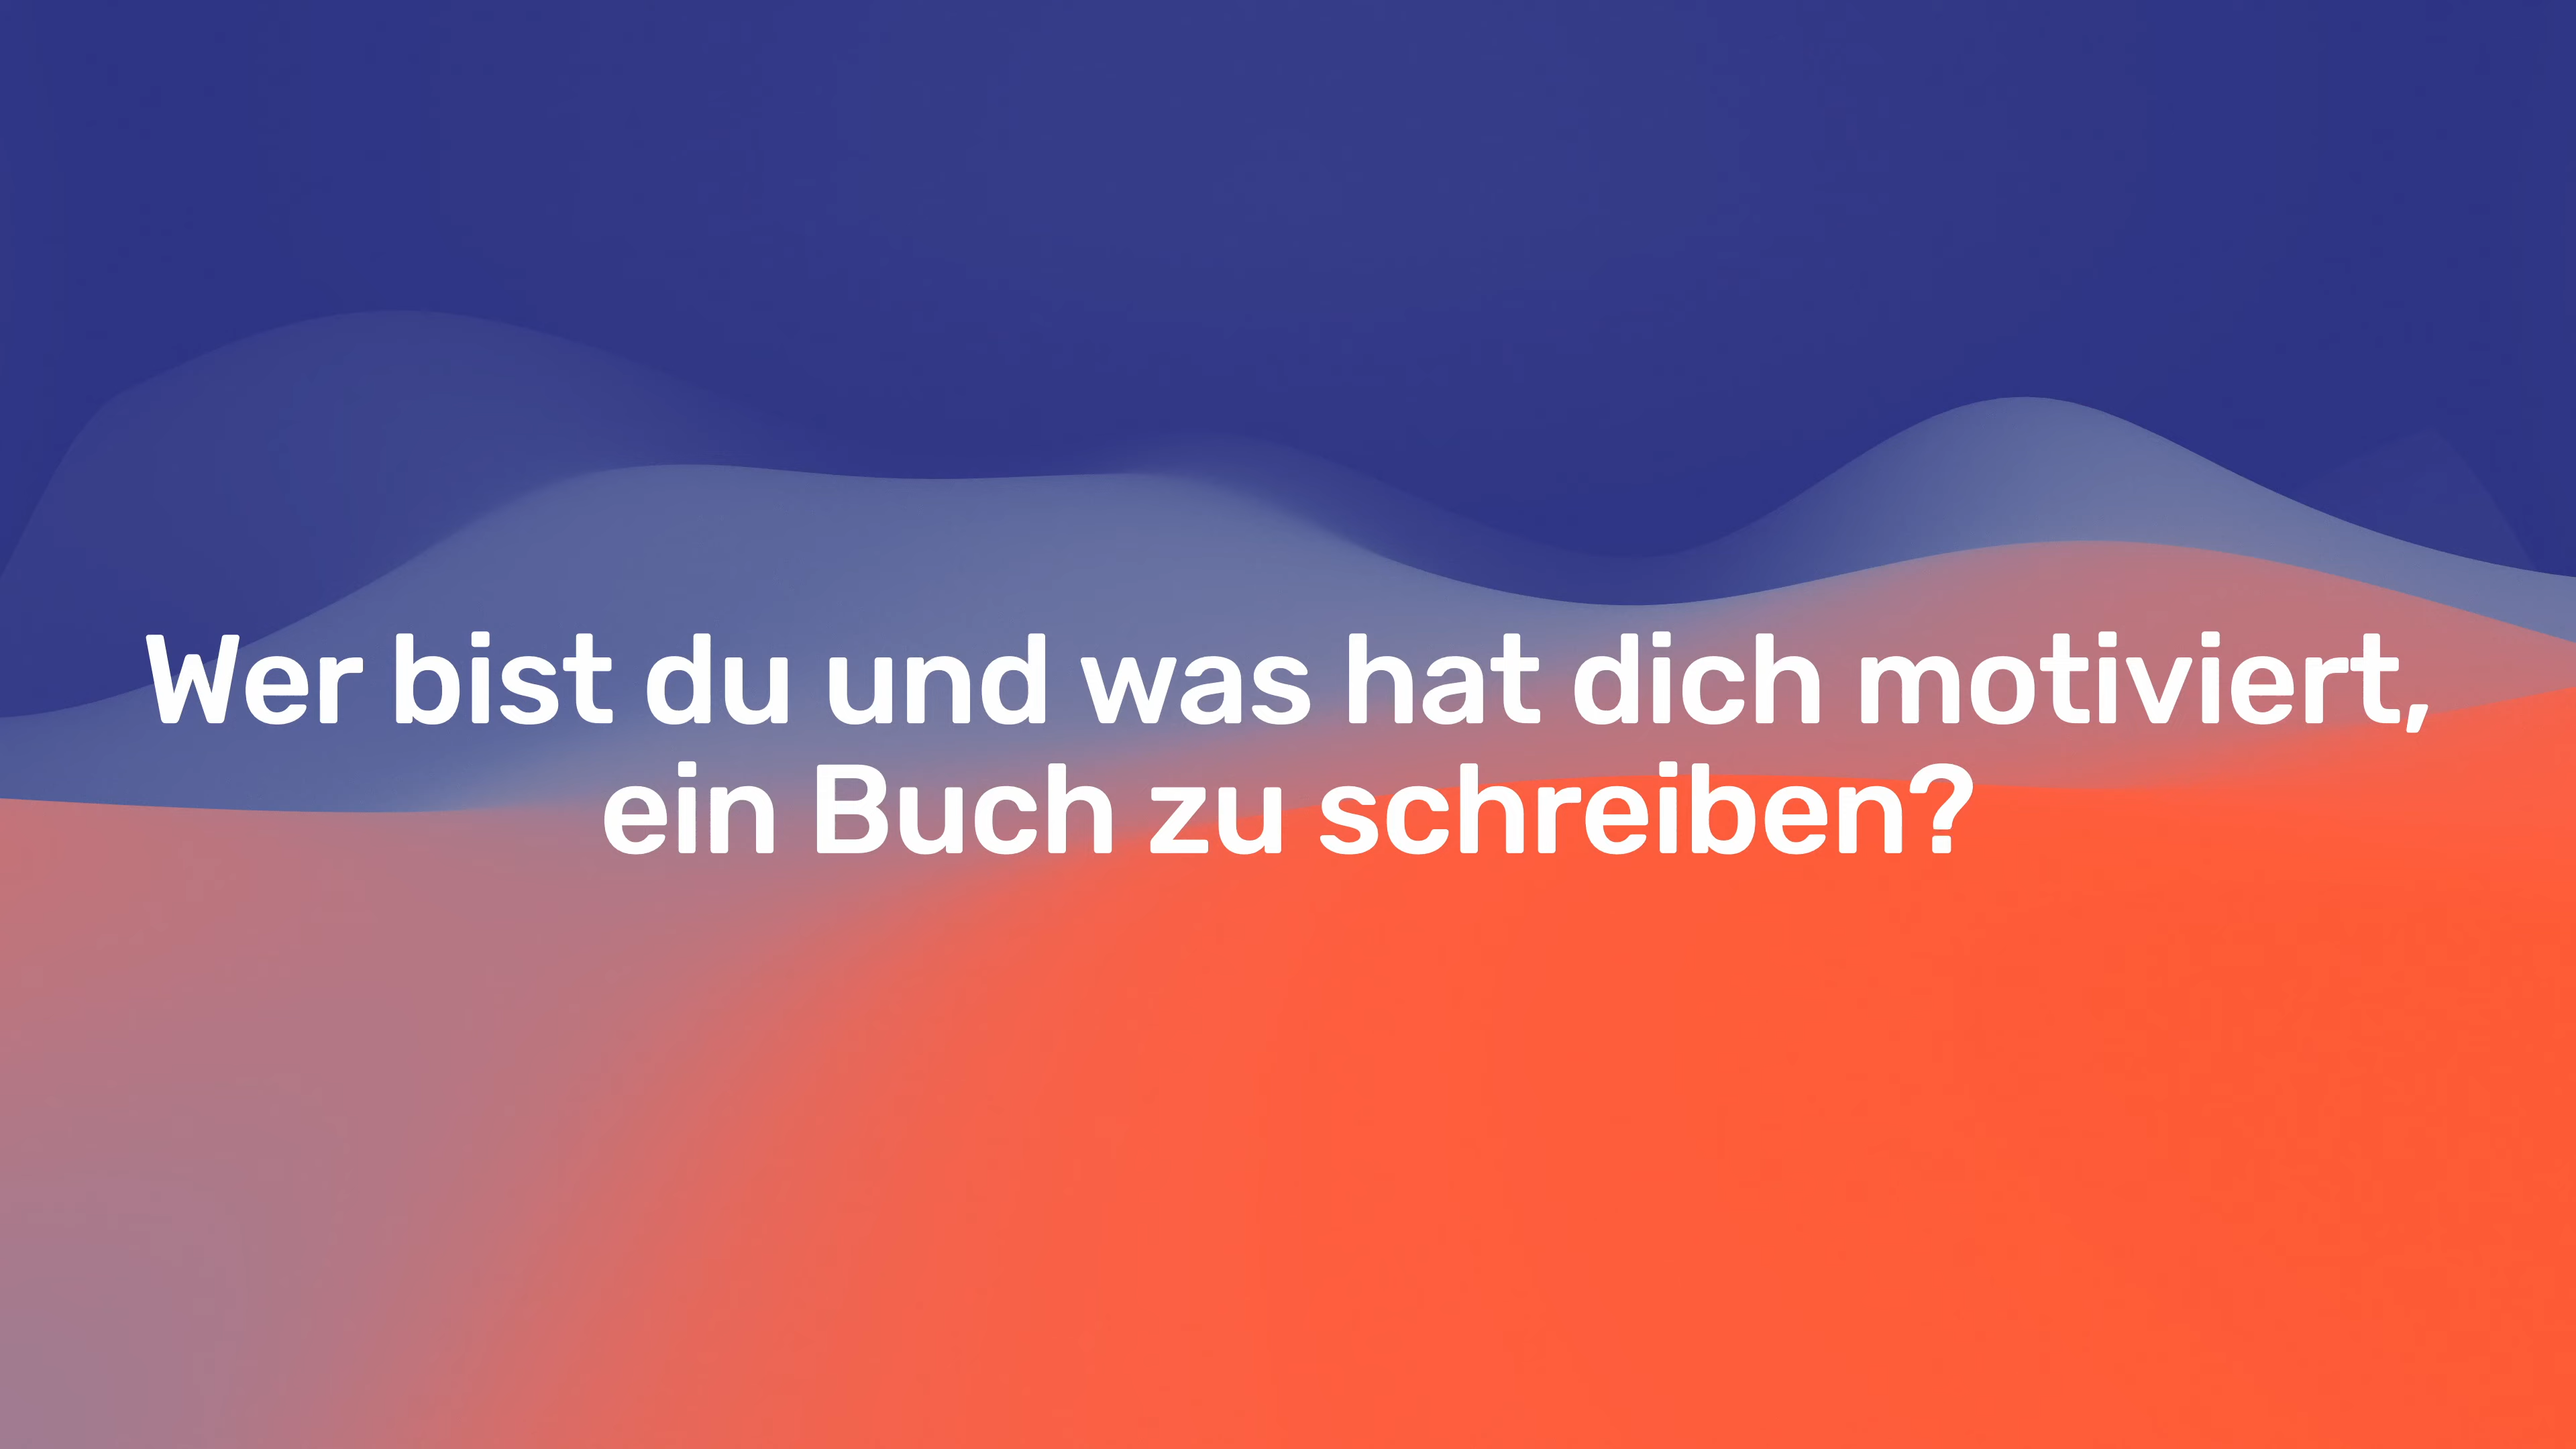 Wer bist du und was hat dich motiviert,
ein Buch zu schreiben?